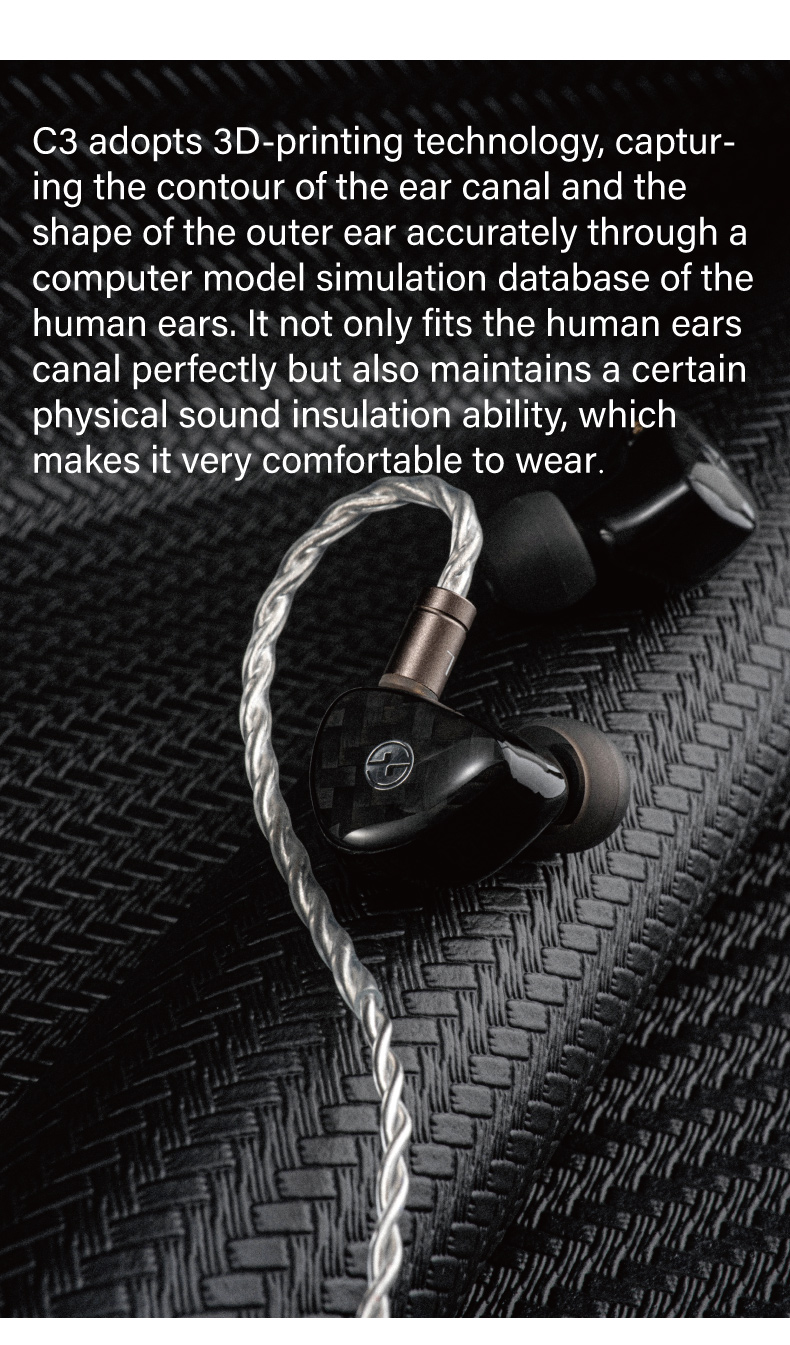 C3 adopts 3D-printing technology, captur-
ing the contour of the ear canal and the
shape of the outer ear accurately through a
computer model simulation database of the
human ears. It not only fits the human ears
canal perfectly but also maintains a certain
physical sound insulation ability, which
makes it very comfortable to wear.